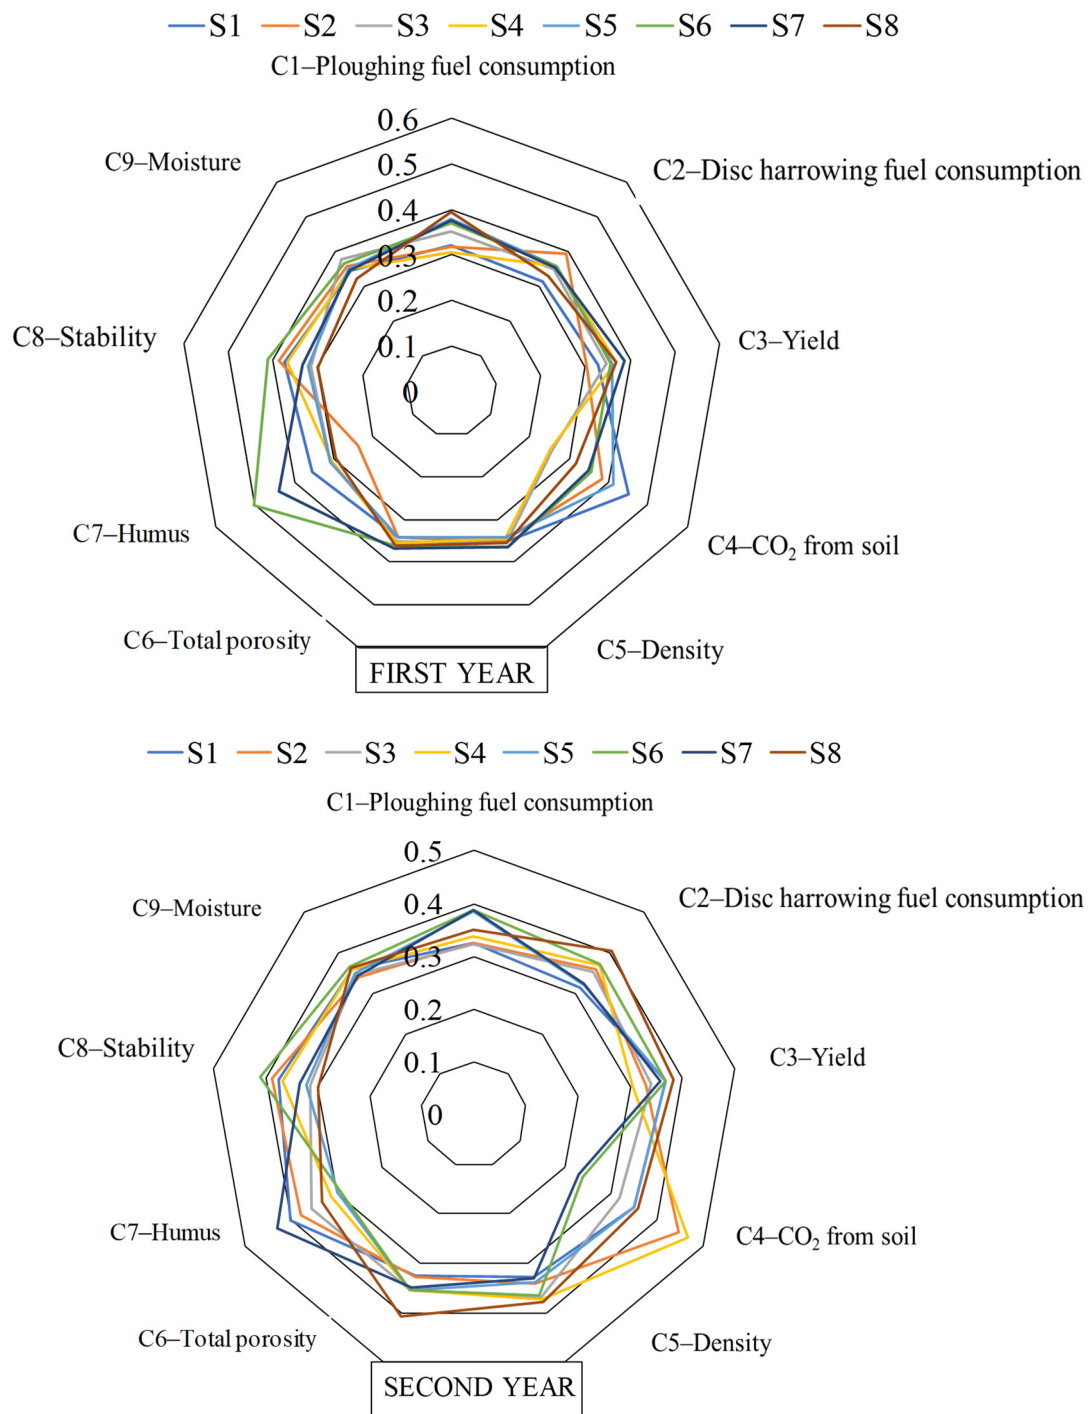 S1 S2 S3 S4 S5 S6 S7 S8
C1–Ploughing fuel consumption
0.6
C9–Moisture
C2–Disc harrowing fuel consumption
0.5
0.4
0.3
0.2
C8–Stability
C3–Yield
0.1
0
C7–Humus
C4–CO₂ from soil
C6–Total porosity
C5–Density
FIRST YEAR
S1 S2 S3 S4 S5 S6 S7 S8
C1–Ploughing fuel consumption
0.5
C9–Moisture
C2–Disc harrowing fuel consumption
0.4
0.3
0.2
C8–Stability
C3–Yield
0.1
0
C7–Humus
C4–CO₂ from soil
C6–Total porosity
C5–Density
SECOND YEAR